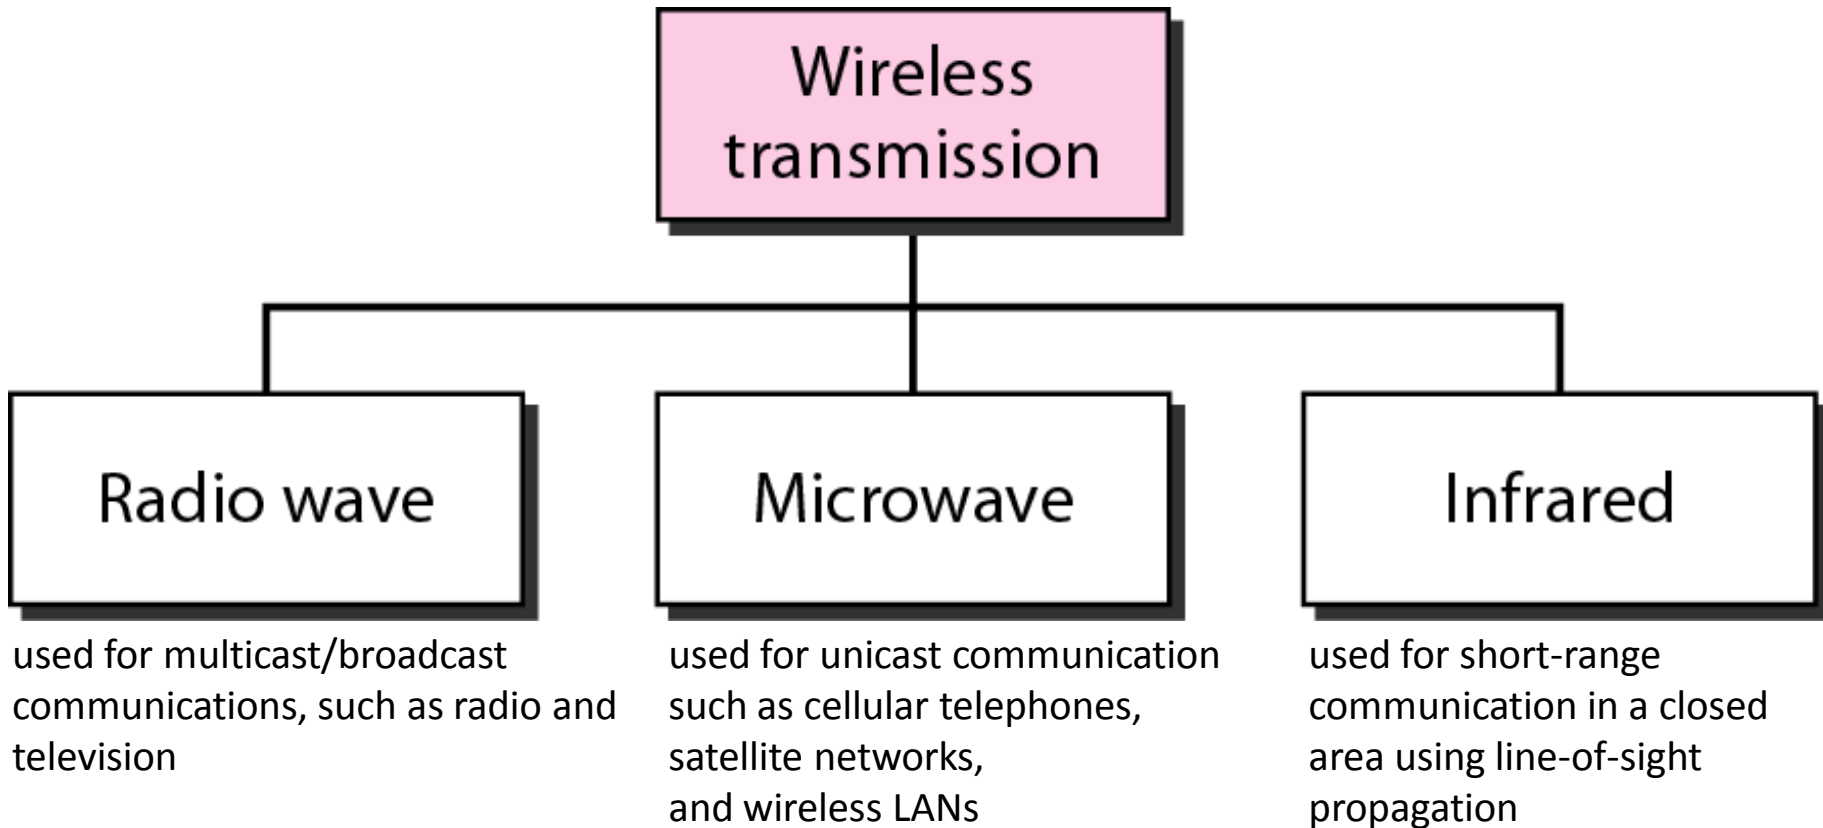 Wireless
transmission
Radio wave
used for multicast/broadcast
communications, such as radio and
television
Microwave
used for unicast communication
such as cellular telephones,
satellite networks,
and wireless LANs
Infrared
used for short-range
communication in a closed
area using line-of-sight
propagation